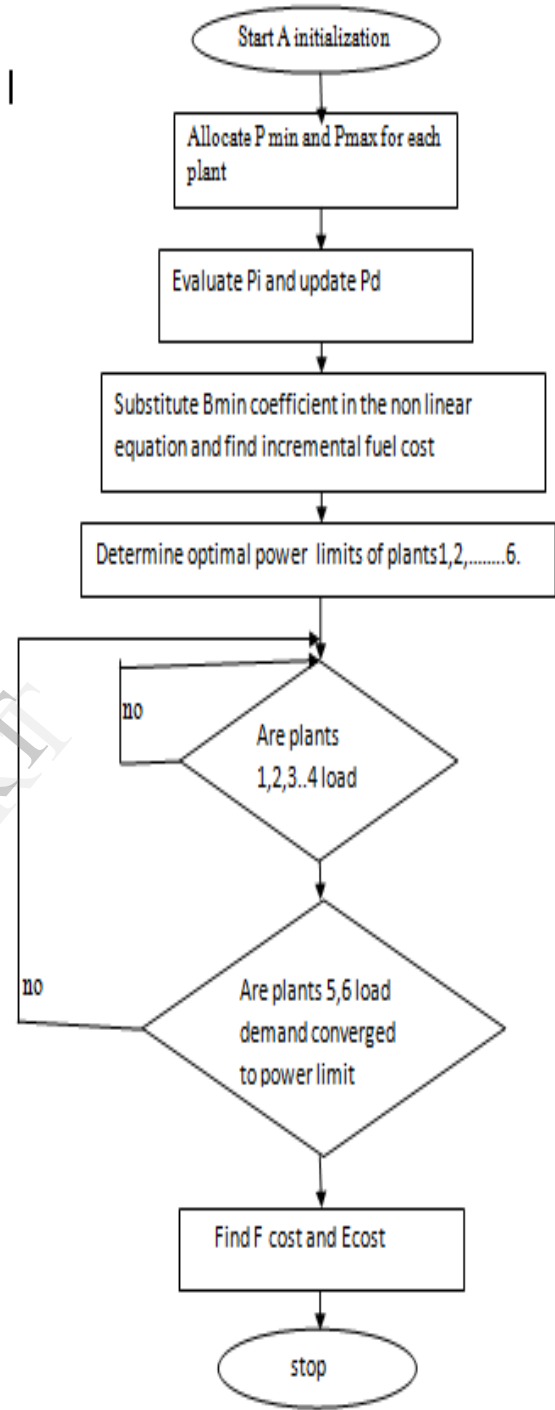 Start A initialization
Allocate P min and Pmax for each
plant
Evaluate Pi and update Pd
Substitute Bmin coefficient in the non linear
equation and find incremental fuel cost
Determine optimal power limits of plants1,2,........6.
no
Are plants
1,2,3..4 load
no
Are plants 5,6 load
demand converged
to power limit
Find F cost and Ecost
stop